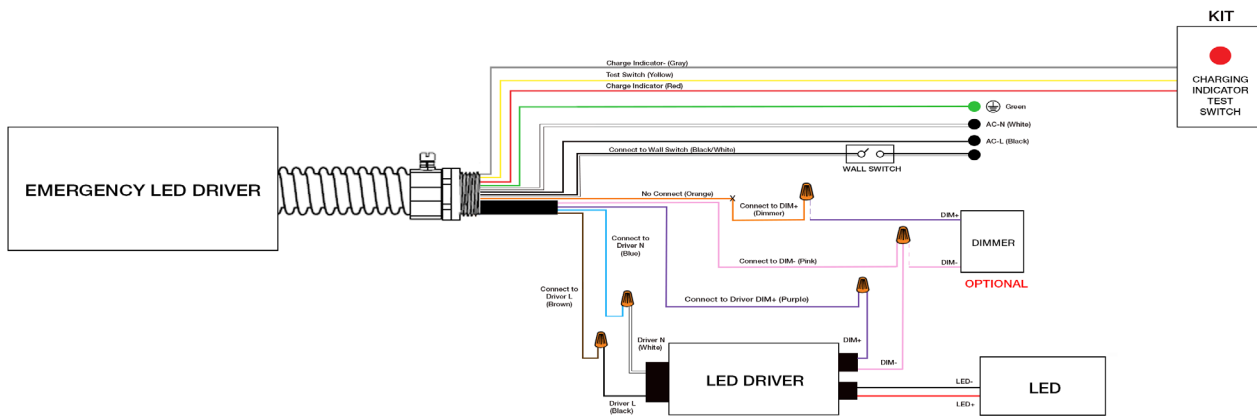 KIT
Charge Indicator- (Gray)
Test Switch (Yellow)
Charge Indicator (Red)
CHARGING
INDICATOR
TEST
SWITCH
Green
AC-N (White)
AC-L (Black)
Connect to Wall Switch (Black/White)
WALL SWITCH
EMERGENCY LED DRIVER
No Connect (Orange)
x
Connect to DIM+
(Dimmer)
DIM+
DIMMER
DIM-
OPTIONAL
Connect to
Driver N
(Blue)
Connect to DIM- (Pink)
Connect to
Driver L
(Brown)
Connect to Driver DIM+ (Purple)
Driver N
(White)
DIM+
DIM-
LED DRIVER
Driver L
(Black)
LED-
LED+
LED